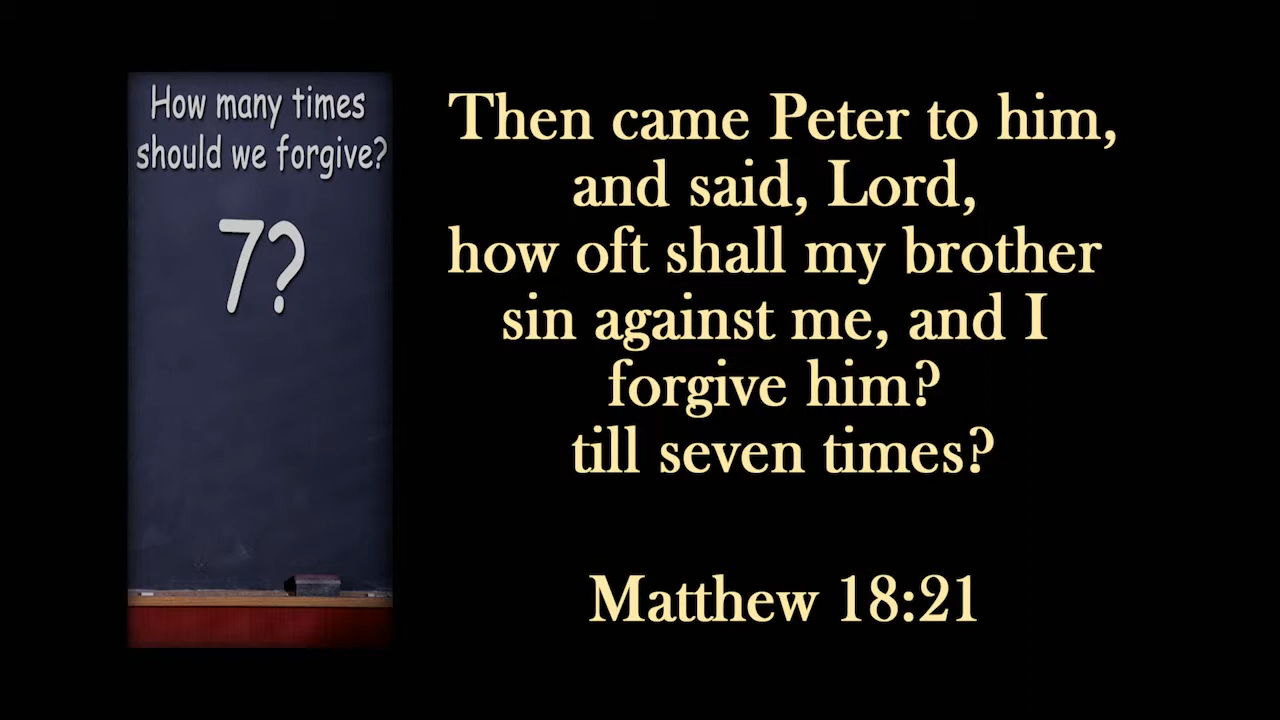 How many times
should we forgive?
7?
Then came Peter to him,
and said, Lord,
how oft shall my brother
sin against me, and I
forgive him?
till seven times?
Matthew 18:21